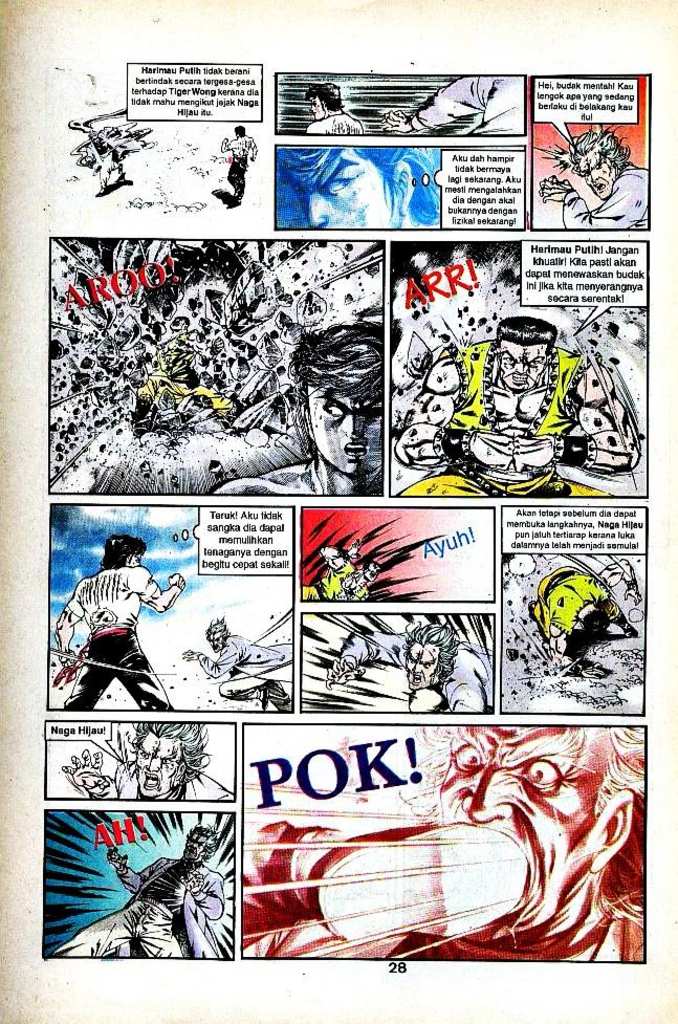 Harimau Putih tidak berani
bertindak secara tergesa-gesa
terhadap Tiger Wong kerana dia
tidak mahu mengikut jejak Naga
Hijau itu.
Aku dah hampir
tidak bermaya
lagi sekarang. Aku
mesti mengalahkan
dia dengan akal
bukannya dengan
fizikal sekarang!
Hei, budak mentah! Kau
tengok apa yang sedang
berlaku di belakang kau
itu!
AROO!
ARR!
Harimau Putih! Jangan
khuatir! Kita pasti akan
dapat menewaskan budak
ini jika kita menyerangnya
secara serentak!
Teruk! Aku tidak
sangka dia dapat
memulihkan
tenaganya dengan
begitu cepat sekali!
Ayuh!
Akan tetapi sebelum dia dapat
membuka langkahnya, Naga Hijau
pun jatuh tertiarap kerana luka
dalamnya telah menjadi semula!
Naga Hijau!
AH!
POK!
28